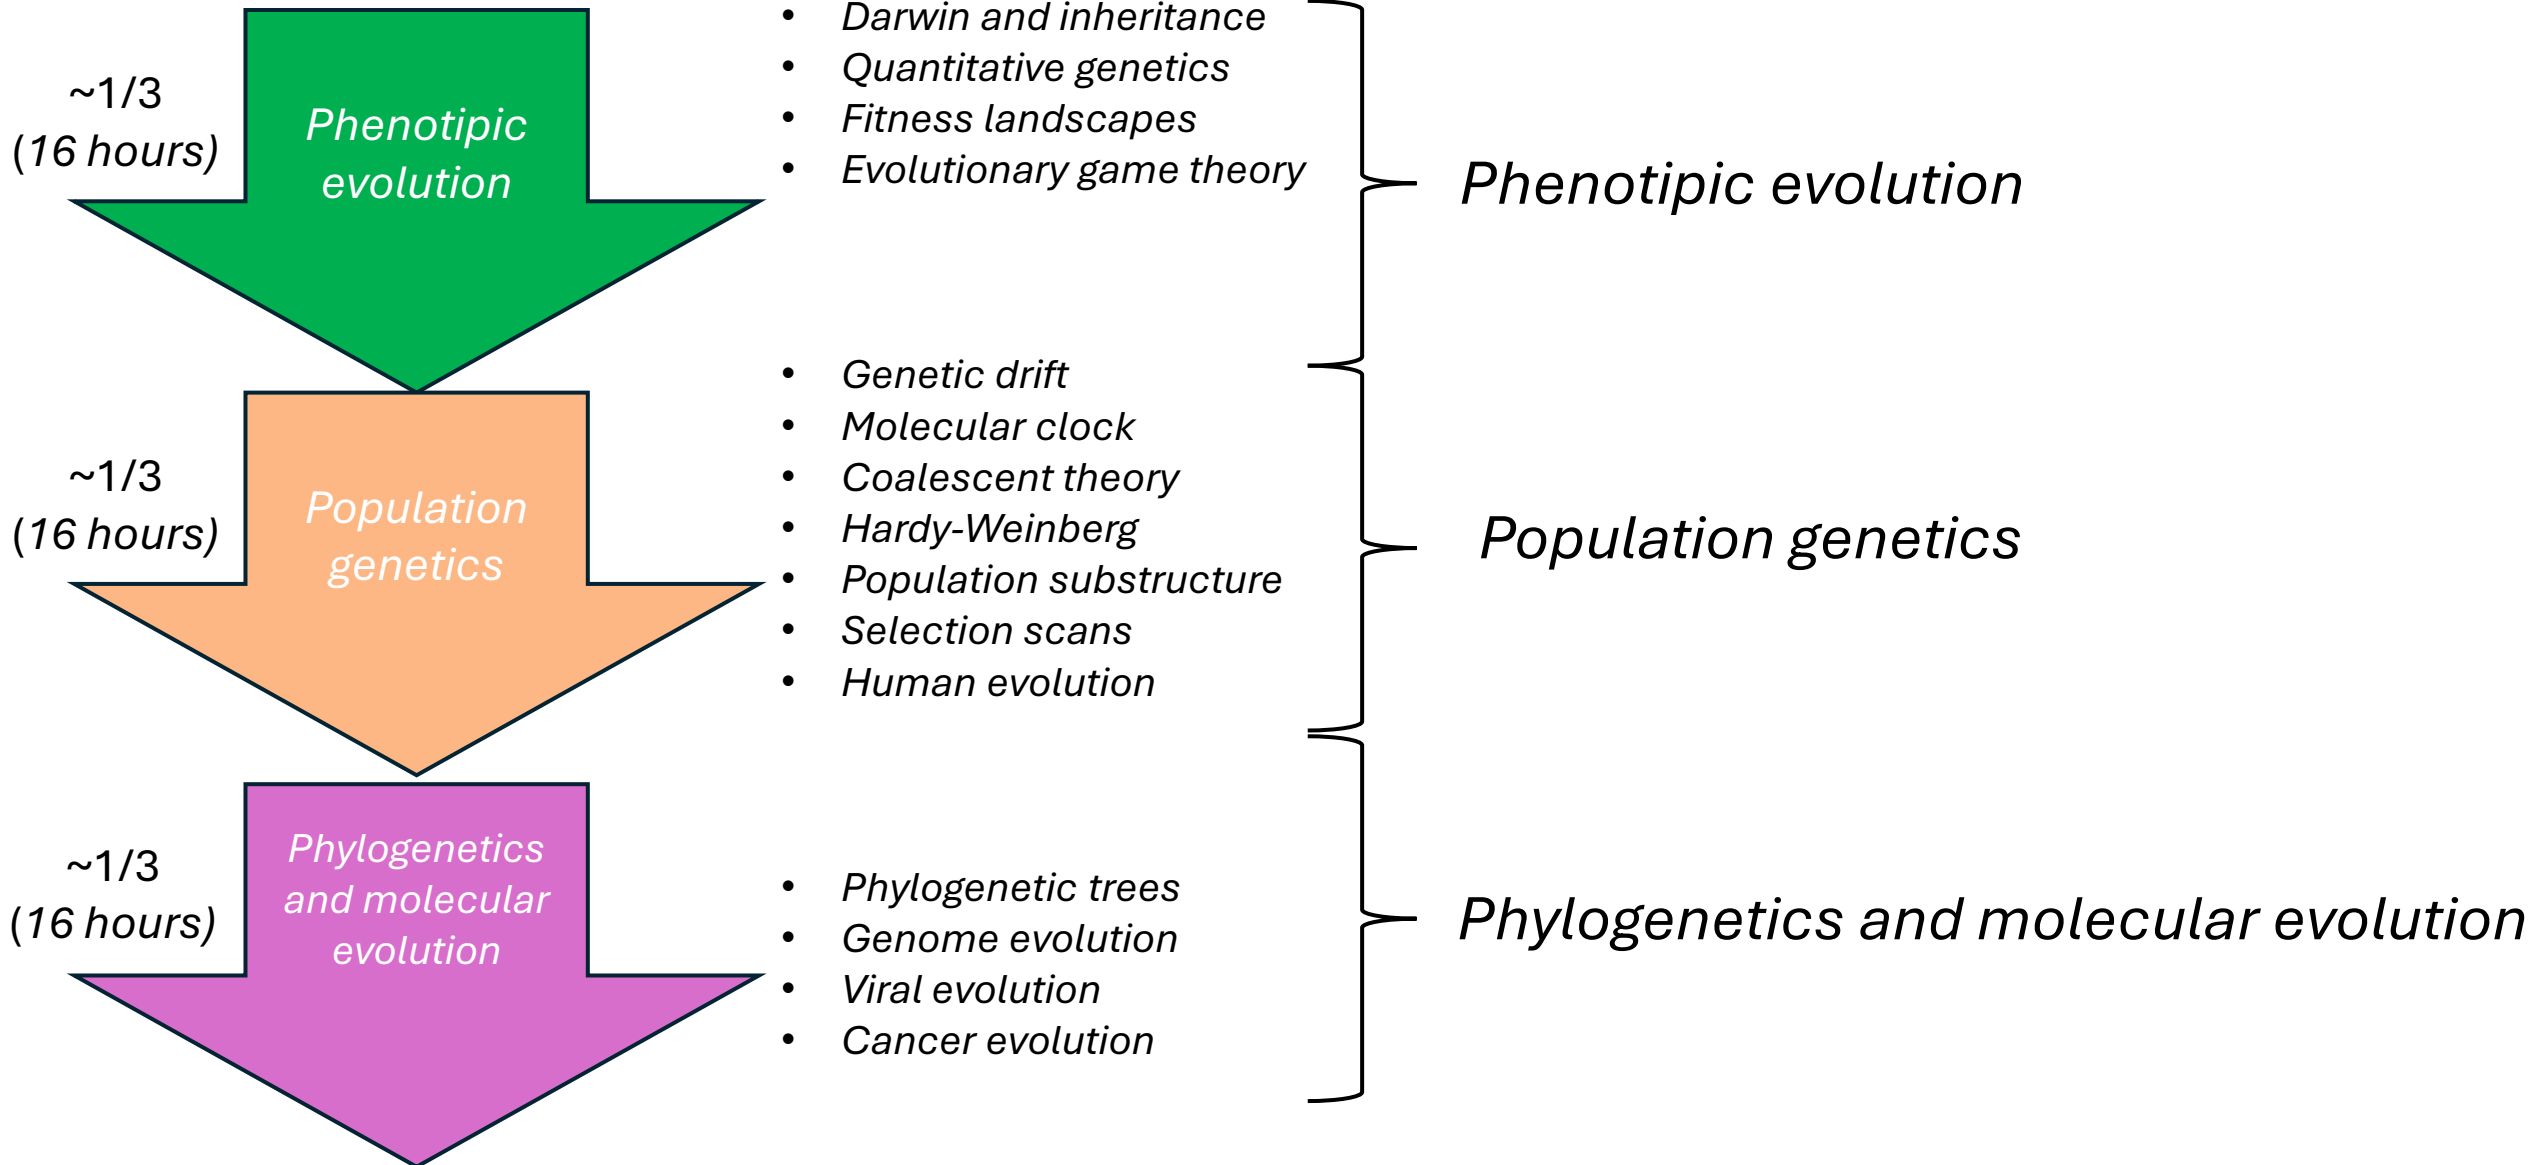 ~1/3
(16 hours)
Phenotipic
evolution
• Darwin and inheritance
• Quantitative genetics
• Fitness landscapes
• Evolutionary game theory
Phenotipic evolution
~1/3
(16 hours)
Population
genetics
• Genetic drift
• Molecular clock
• Coalescent theory
• Hardy-Weinberg
• Population substructure
• Selection scans
• Human evolution
Population genetics
~1/3
(16 hours)
Phylogenetics
and molecular
evolution
• Phylogenetic trees
• Genome evolution
• Viral evolution
• Cancer evolution
Phylogenetics and molecular evolution